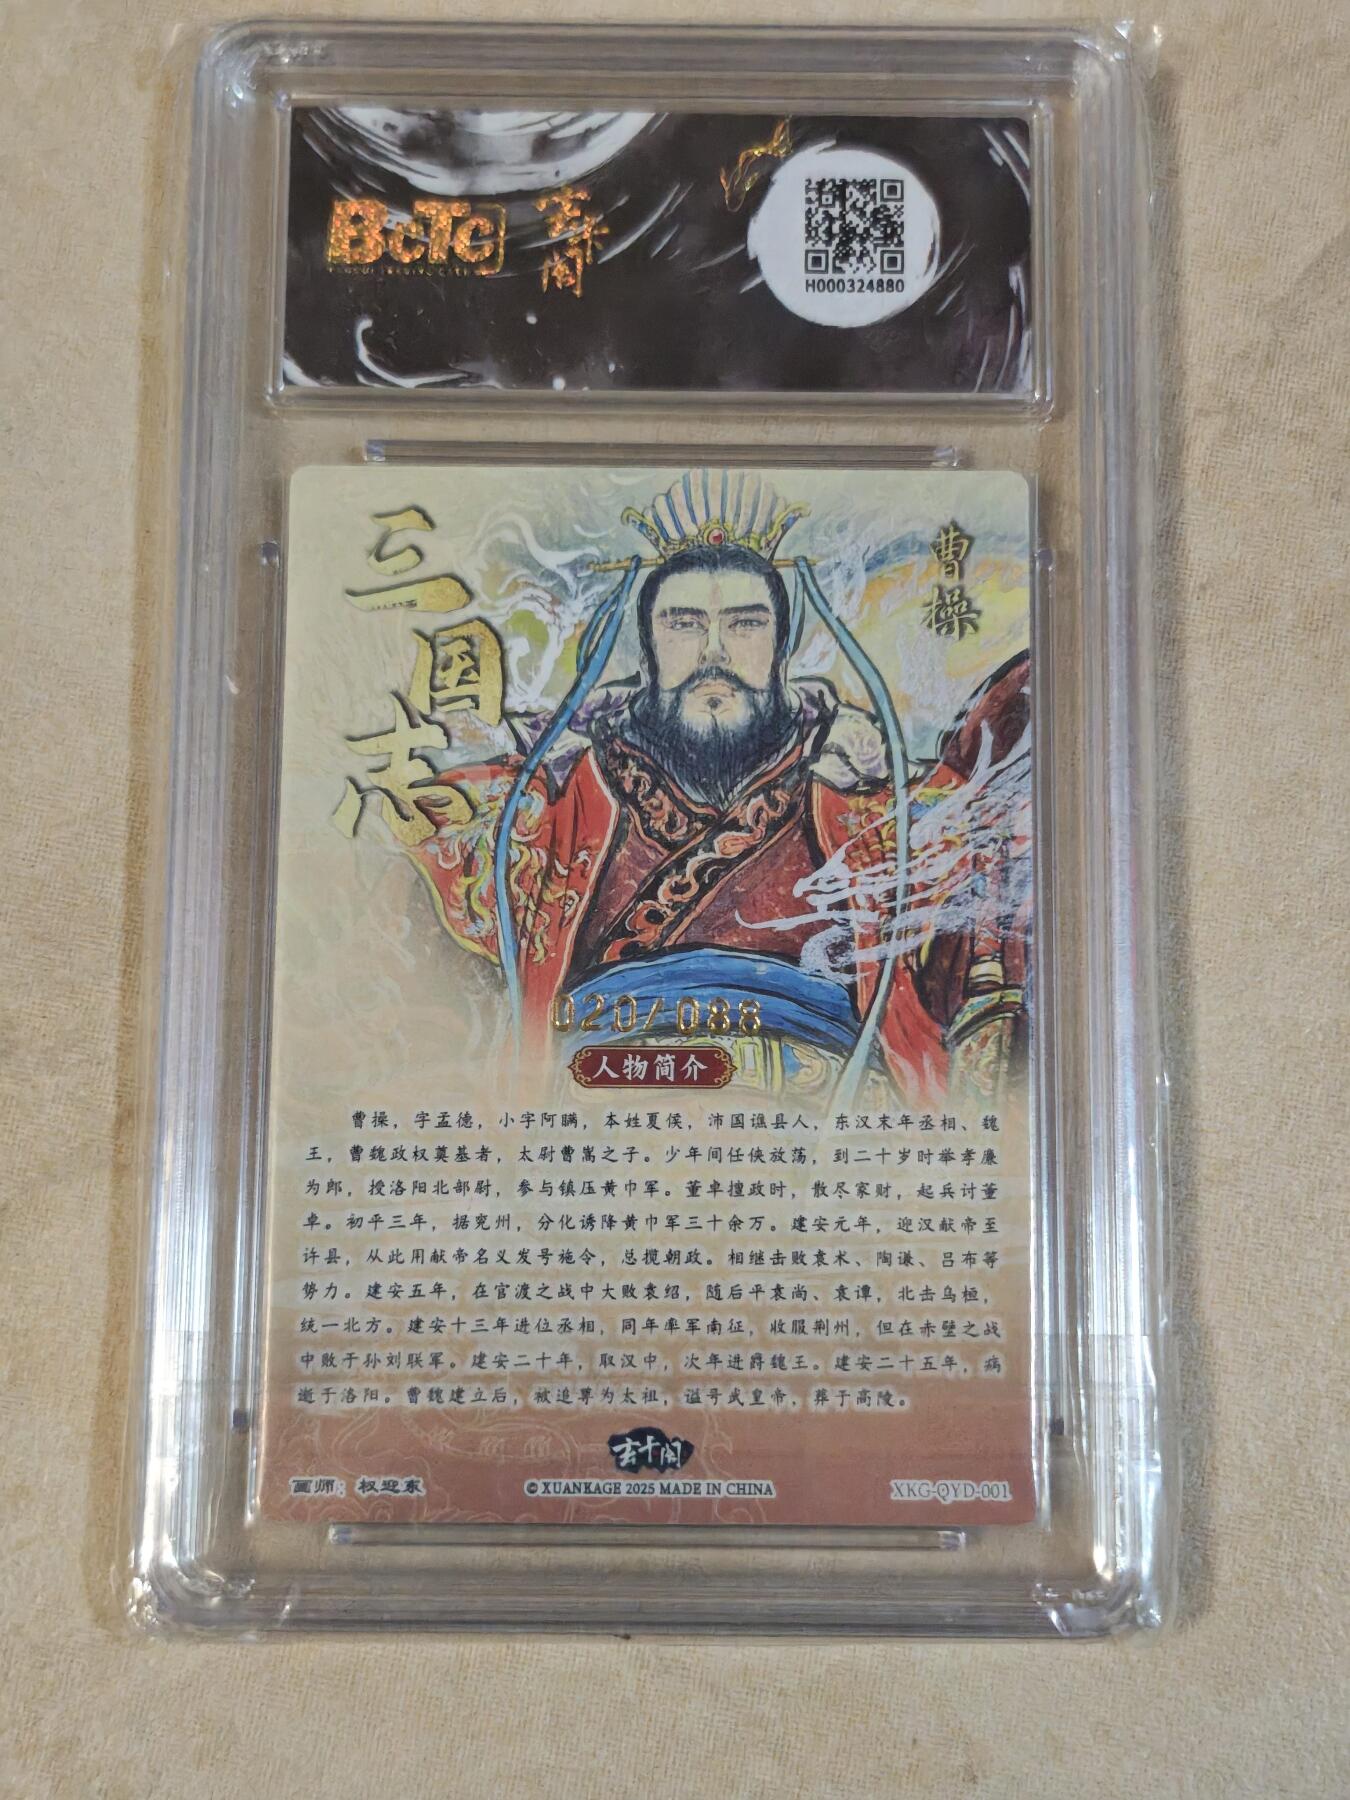 BcTc
玄卡阁
H000324880
三国志
曹操
020/088
人物简介
曹操，字孟德，小字阿瞒，本姓夏侯，沛国谯县人，东汉末年丞相、魏
王，曹魏政权奠基者，太尉曹嵩之子。少年间任侠放荡，到二十岁时举孝廉
为郎，授洛阳北部尉，参与镇压黄巾军。董卓擅政时，散尽家财，起兵讨董
卓。初平三年，据兖州，分化诱降黄巾军三十余万。建安元年，迎汉献帝至
许县，从此用献帝名义发号施令，总揽朝政。相继击败袁术、陶谦、吕布等
势力。建安五年，在官渡之战中大败袁绍，随后平袁尚、袁谭，北击乌桓，
统一北方。建安十三年进位丞相，同年率军南征，收服荆州，但在赤壁之战
中败于孙刘联军。建安二十年，取汉中，次年进爵魏王。建安二十五年，病
逝于洛阳。曹魏建立后，被追尊为太祖，谥号武皇帝，葬于高陵。
玄卡阁
画师：权迎东
© XUANKAGE 2025 MADE IN CHINA
XKG-QYD-001